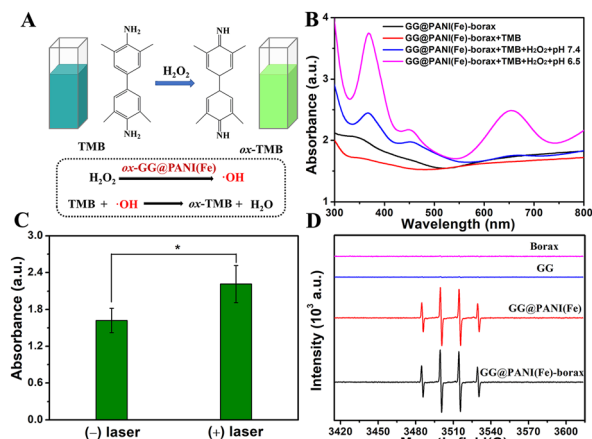 A
NH₂
NH₂
TMB
H₂O₂
NH
NH
ox-TMB
ox-GG@PANI(Fe)
H₂O₂ ·OH
TMB + ·OH ox-TMB + H₂O
B
Absorbance (a.u.)
4
3
2
1
GG@PANI(Fe)-borax
GG@PANI(Fe)-borax+TMB
GG@PANI(Fe)-borax+TMB+H₂O₂+pH 7.4
GG@PANI(Fe)-borax+TMB+H₂O₂+pH 6.5
300 400 500 600 700 800
Wavelength (nm)
C
Absorbance (a.u.)
3.0
2.4
1.8
1.2
0.6
0.0
*
(−) laser (+) laser
D
Intensity (10³ a.u.)
Borax
GG
GG@PANI(Fe)
GG@PANI(Fe)-borax
3420 3450 3480 3510 3540 3570 3600